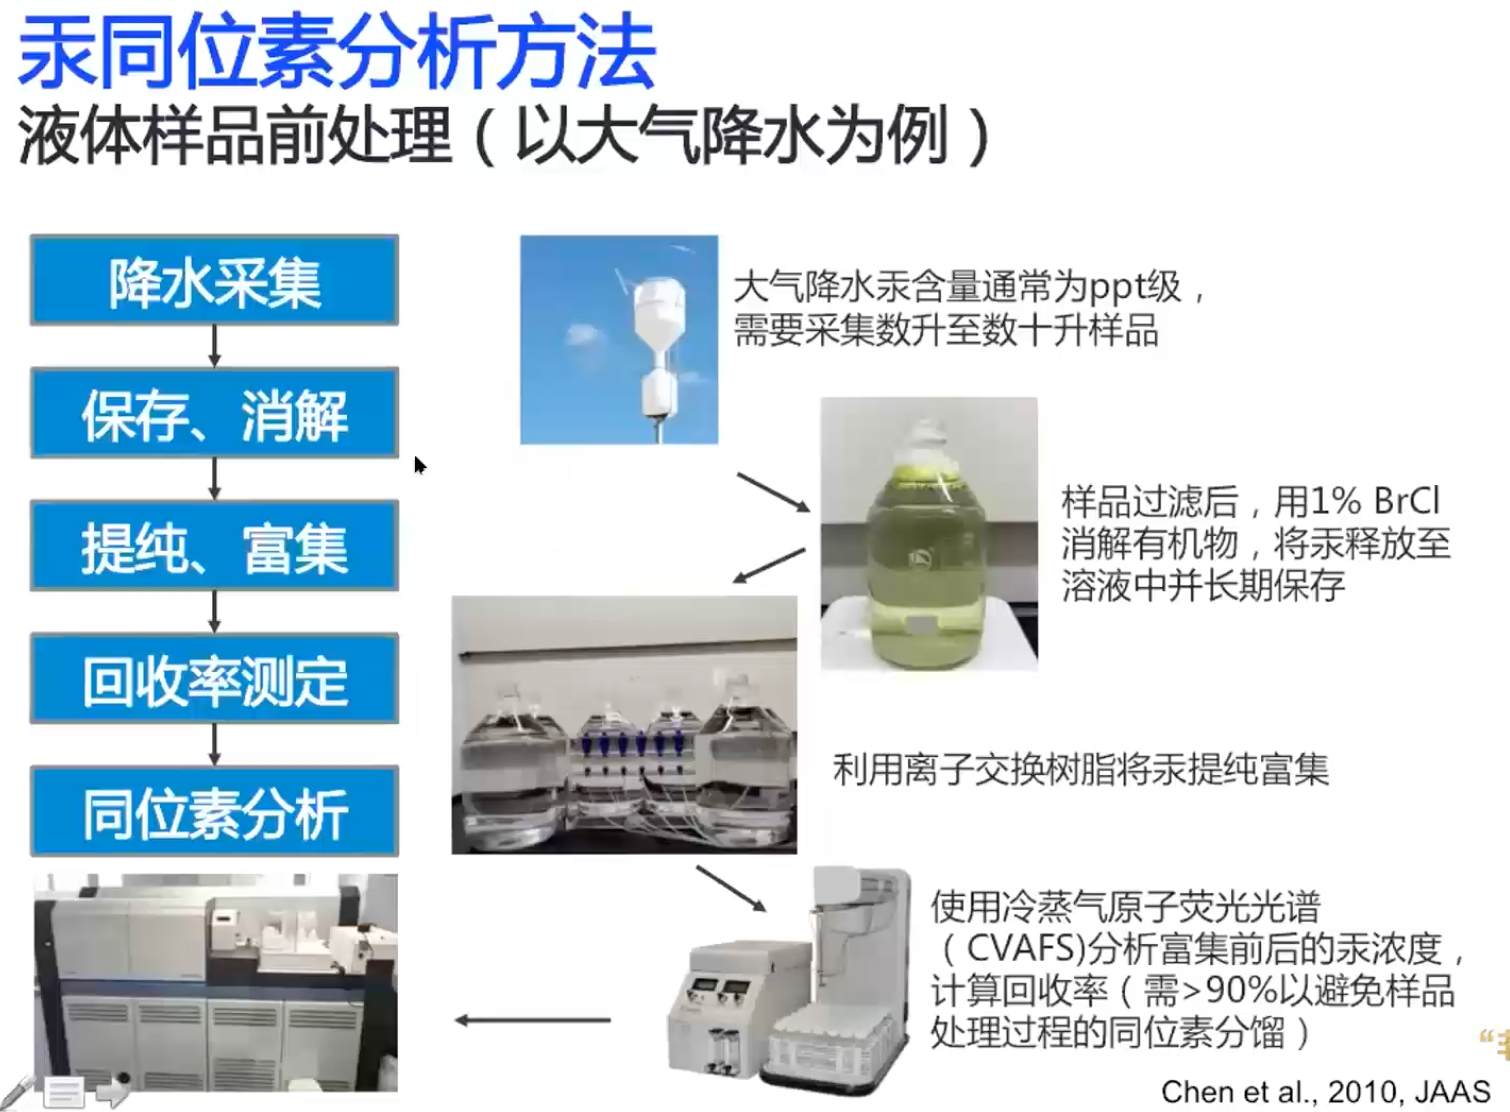 汞同位素分析方法
液体样品前处理（以大气降水为例）
降水采集
保存、消解
提纯、富集
回收率测定
同位素分析
大气降水汞含量通常为ppt级，
需要采集数升至数十升样品
样品过滤后，用1% BrCl
消解有机物，将汞释放至
溶液中并长期保存
利用离子交换树脂将汞提纯富集
使用冷蒸气原子荧光光谱
（CVAFS)分析富集前后的汞浓度，
计算回收率（需>90%以避免样品
处理过程的同位素分馏）
Chen et al., 2010, JAAS